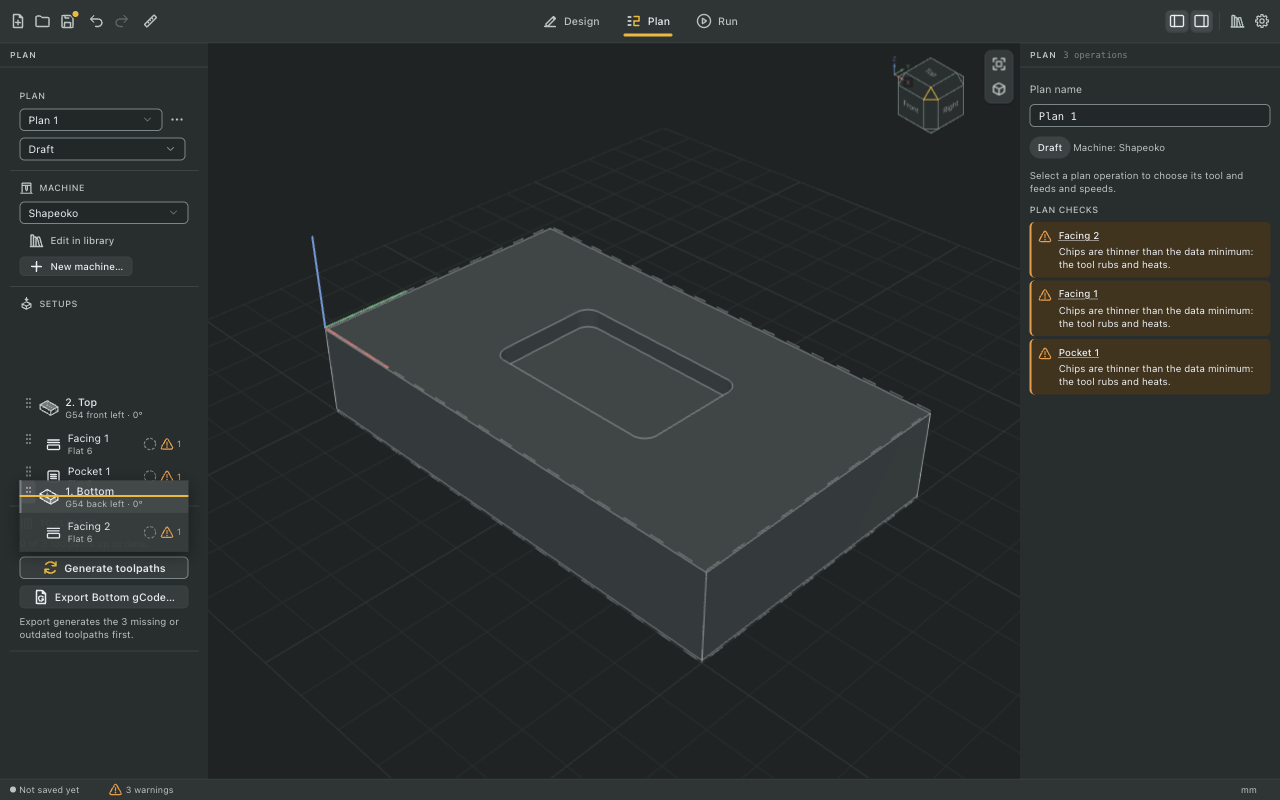 Design
Plan
Run
PLAN
PLAN
Plan 1
Draft
MACHINE
Shapeoko
Edit in library
New machine...
SETUPS
2. Top
G54 front left · 0°
Facing 1
Flat 6
1
Pocket 1
1
1. Bottom
G54 back left · 0°
Facing 2
Flat 6
1
Generate toolpaths
Export Bottom gCode...
Export generates the 3 missing or
outdated toolpaths first.
Top
Front
Right
PLAN 3 operations
Plan name
Plan 1
Draft Machine: Shapeoko
Select a plan operation to choose its tool and
feeds and speeds.
PLAN CHECKS
Facing 2
Chips are thinner than the data minimum:
the tool rubs and heats.
Facing 1
Chips are thinner than the data minimum:
the tool rubs and heats.
Pocket 1
Chips are thinner than the data minimum:
the tool rubs and heats.
Not saved yet
3 warnings
mm